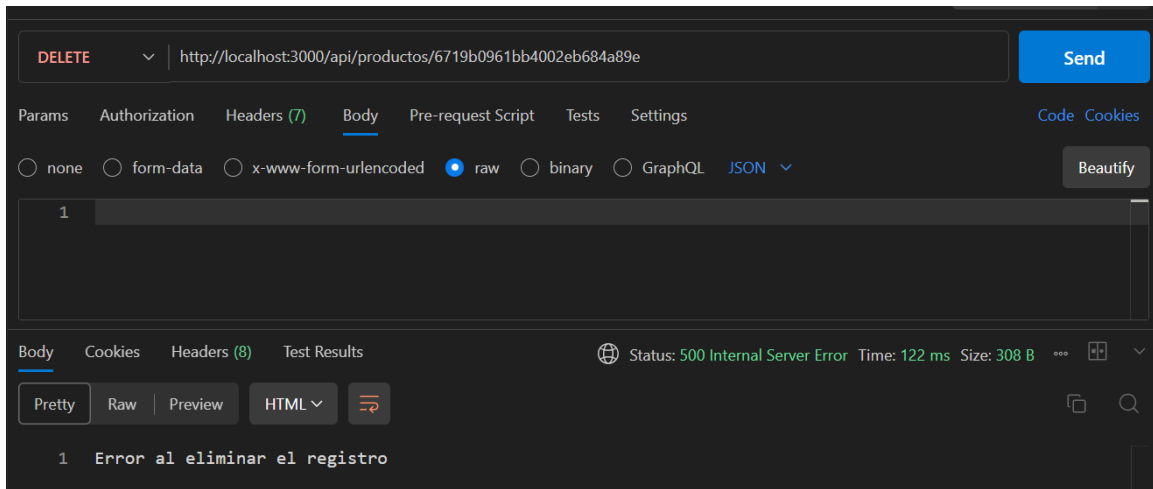 DELETE http://localhost:3000/api/productos/6719b0961bb4002eb684a89e Send
Params Authorization Headers (7) Body Pre-request Script Tests Settings Code Cookies
none form-data x-www-form-urlencoded raw binary GraphQL JSON Beautify
1
Body Cookies Headers (8) Test Results Status: 500 Internal Server Error Time: 122 ms Size: 308 B
Pretty Raw Preview HTML
1 Error al eliminar el registro